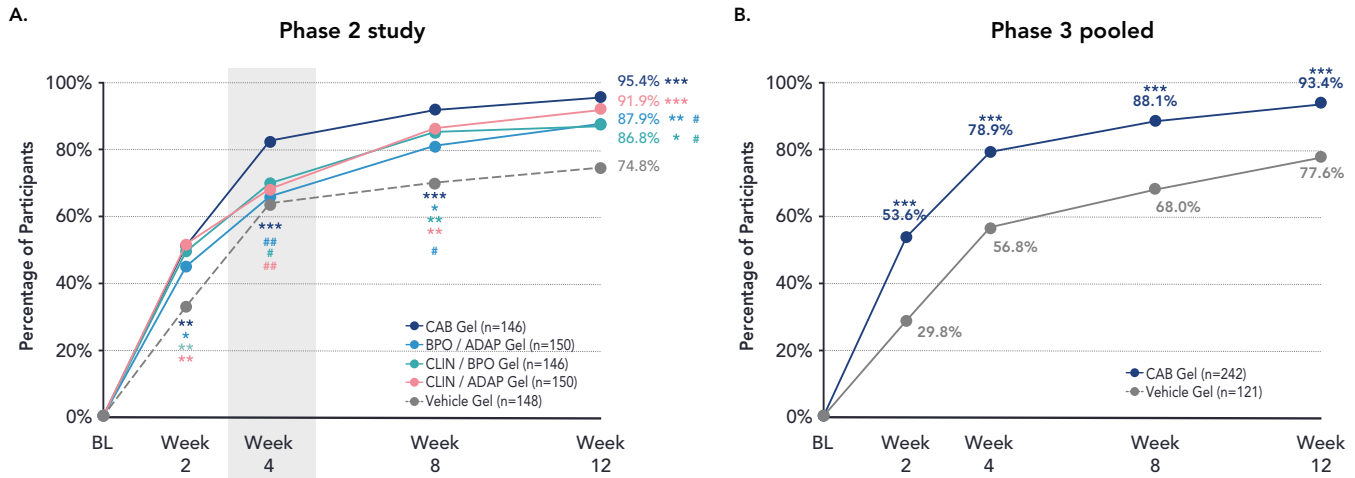 A.
Phase 2 study
Percentage of Participants
100%
80%
60%
40%
20%
0%
BL
Week 2
Week 4
Week 8
Week 12
95.4% ***
91.9% ***
87.9% ** #
86.8% * #
74.8%
**
*
**
**
***
##
#
##
***
*
**
**
#
CAB Gel (n=146)
BPO / ADAP Gel (n=150)
CLIN / BPO Gel (n=146)
CLIN / ADAP Gel (n=150)
Vehicle Gel (n=148)
B.
Phase 3 pooled
Percentage of Participants
100%
80%
60%
40%
20%
0%
BL
Week 2
Week 4
Week 8
Week 12
***
53.6%
***
78.9%
***
88.1%
***
93.4%
29.8%
56.8%
68.0%
77.6%
CAB Gel (n=242)
Vehicle Gel (n=121)